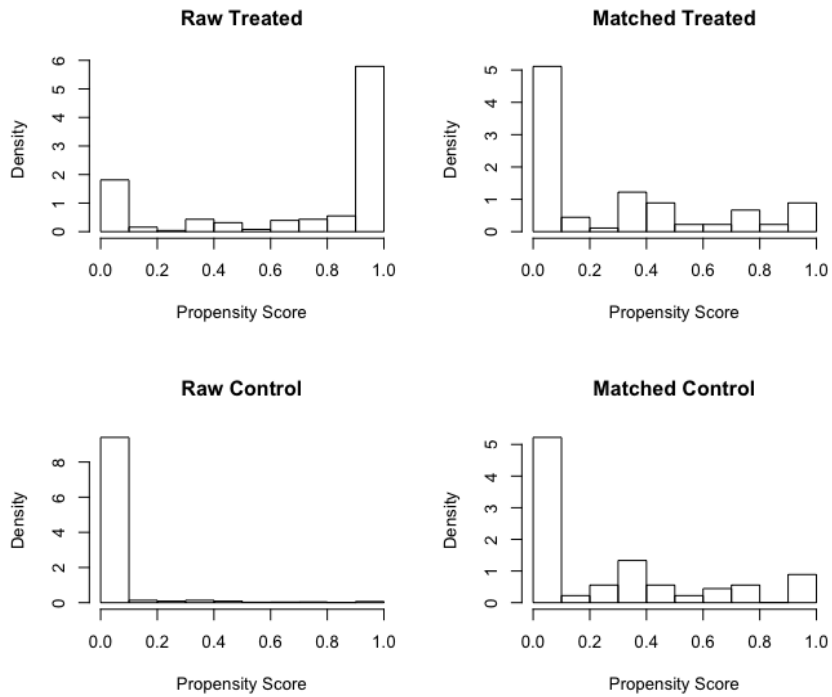 Raw Treated
Density
0 1 2 3 4 5 6
0.0 0.2 0.4 0.6 0.8 1.0
Propensity Score
Matched Treated
Density
0 1 2 3 4 5
0.0 0.2 0.4 0.6 0.8 1.0
Propensity Score
Raw Control
Density
0 2 4 6 8
0.0 0.2 0.4 0.6 0.8 1.0
Propensity Score
Matched Control
Density
0 1 2 3 4 5
0.0 0.2 0.4 0.6 0.8 1.0
Propensity Score